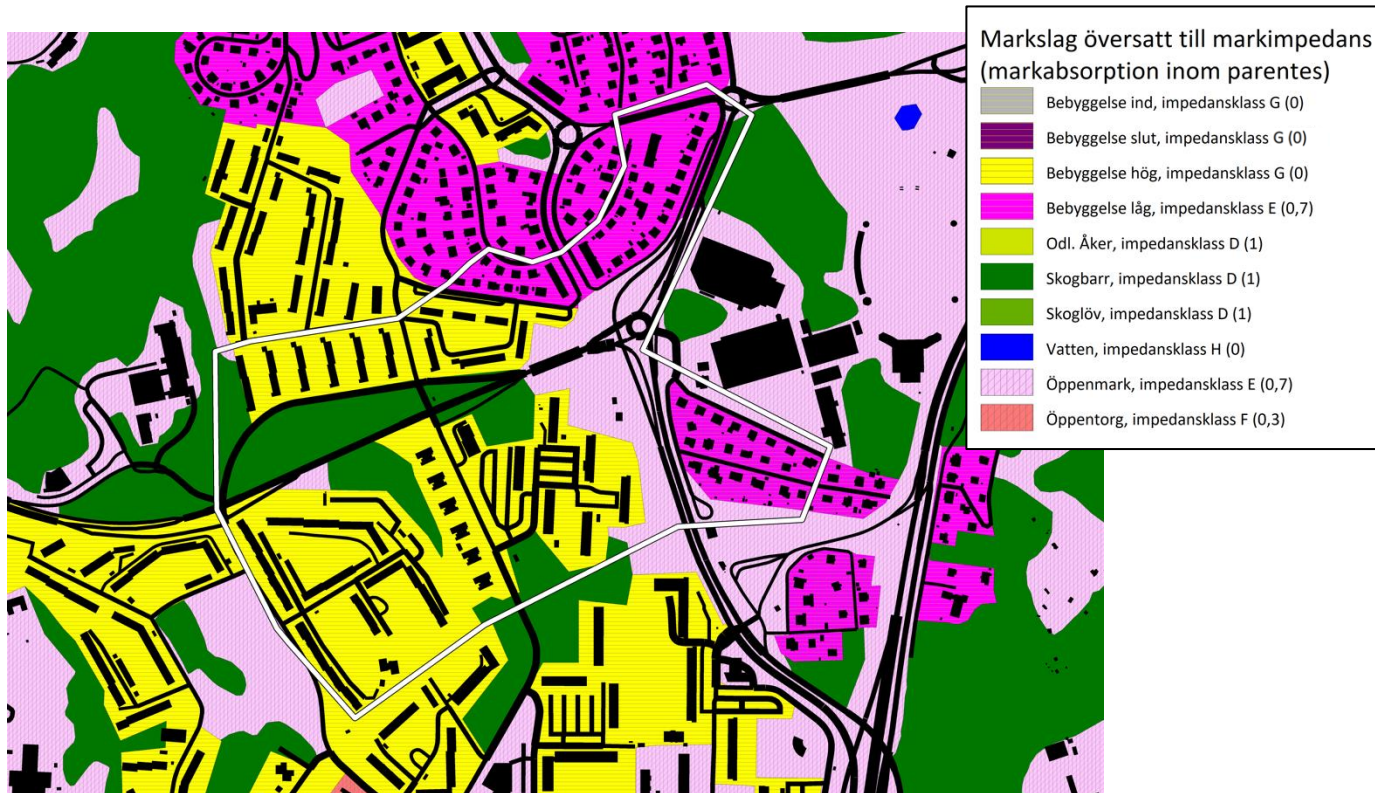 Markslag översatt till markimpedans
(markabsorption inom parentes)
Bebyggelse ind, impedansklass G (0)
Bebyggelse slut, impedansklass G (0)
Bebyggelse hög, impedansklass G (0)
Bebyggelse låg, impedansklass E (0,7)
Odl. Åker, impedansklass D (1)
Skogbarr, impedansklass D (1)
Skoglöv, impedansklass D (1)
Vatten, impedansklass H (0)
Öppenmark, impedansklass E (0,7)
Öppentorg, impedansklass F (0,3)